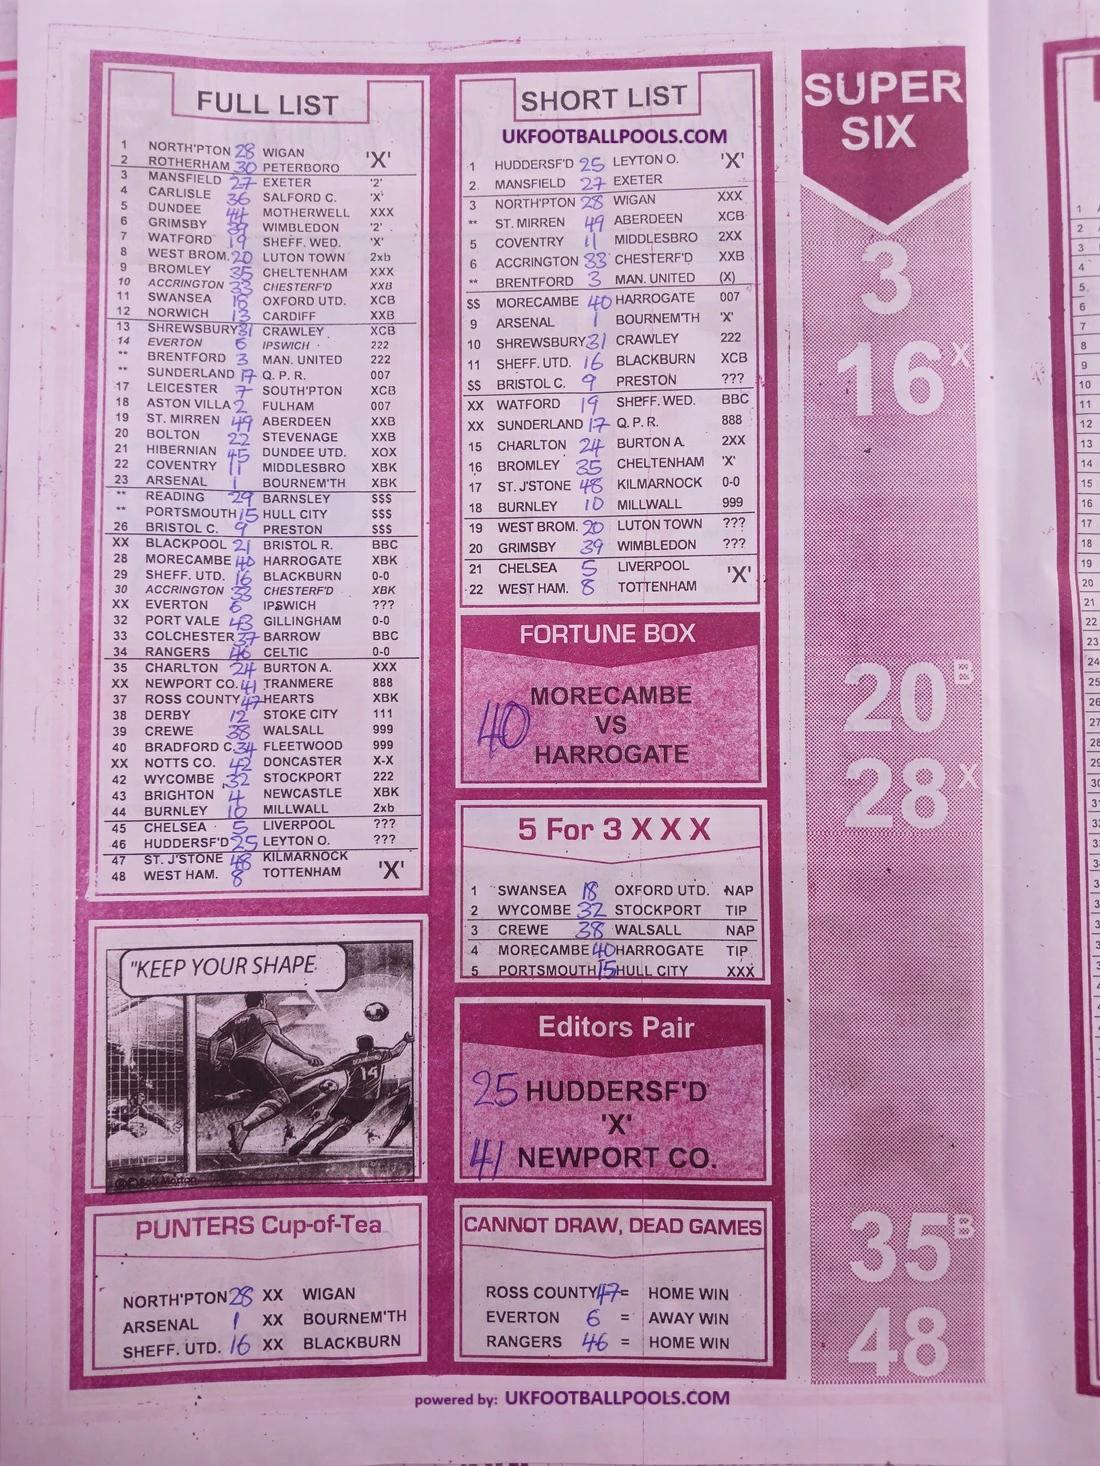 FULL LIST
1 NORTH'PTON 28 WIGAN 'X'
2 ROTHERHAM 30 PETERBORO
3 MANSFIELD 27 EXETER '2'
4 CARLISLE 36 SALFORD C. 'X'
5 DUNDEE 44 MOTHERWELL XXX
6 GRIMSBY 39 WIMBLEDON '2'
7 WATFORD 19 SHEFF. WED. 'X'
8 WEST BROM. 20 LUTON TOWN 2xb
9 BROMLEY 35 CHELTENHAM XXX
10 ACCRINGTON 33 CHESTERF'D XXB
11 SWANSEA 18 OXFORD UTD. XCB
12 NORWICH 13 CARDIFF XXB
13 SHREWSBURY 31 CRAWLEY XCB
14 EVERTON 6 IPSWICH 222
** BRENTFORD 3 MAN. UNITED 222
** SUNDERLAND 17 Q. P. R. 007
17 LEICESTER 7 SOUTH'PTON XCB
18 ASTON VILLA 2 FULHAM 007
19 ST. MIRREN 49 ABERDEEN XXB
20 BOLTON 22 STEVENAGE XXB
21 HIBERNIAN 45 DUNDEE UTD. XOX
22 COVENTRY 11 MIDDLESBRO XBK
23 ARSENAL 1 BOURNEM'TH XBK
** READING 29 BARNSLEY $$$
** PORTSMOUTH 15 HULL CITY $$$
26 BRISTOL C. 9 PRESTON $$$
XX BLACKPOOL 21 BRISTOL R. BBC
28 MORECAMBE 40 HARROGATE XBK
29 SHEFF. UTD. 16 BLACKBURN 0-0
30 ACCRINGTON 33 CHESTERF'D XBK
XX EVERTON 6 IPSWICH ???
32 PORT VALE 43 GILLINGHAM 0-0
33 COLCHESTER 37 BARROW BBC
34 RANGERS 46 CELTIC 0-0
35 CHARLTON 24 BURTON A. XXX
XX NEWPORT CO. 41 TRANMERE 888
37 ROSS COUNTY 47 HEARTS XBK
38 DERBY 12 STOKE CITY 111
39 CREWE 38 WALSALL 999
40 BRADFORD C. 34 FLEETWOOD 999
XX NOTTS CO. 42 DONCASTER X-X
42 WYCOMBE 32 STOCKPORT 222
43 BRIGHTON 4 NEWCASTLE XBK
44 BURNLEY 10 MILLWALL 2xb
45 CHELSEA 5 LIVERPOOL ???
46 HUDDERSF'D 25 LEYTON O. ???
47 ST. J'STONE 48 KILMARNOCK 'X'
48 WEST HAM. 8 TOTTENHAM
"KEEP YOUR SHAPE
14
PUNTERS Cup-of-Tea
NORTH'PTON 28 XX WIGAN
ARSENAL 1 XX BOURNEM'TH
SHEFF. UTD. 16 XX BLACKBURN
SHORT LIST
UKFOOTBALLPOOLS.COM
1 HUDDERSF'D 25 LEYTON O. 'X'
2 MANSFIELD 27 EXETER
3 NORTH'PTON 28 WIGAN XXX
** ST. MIRREN 49 ABERDEEN XCB
5 COVENTRY 11 MIDDLESBRO 2XX
6 ACCRINGTON 33 CHESTERF'D XXB
** BRENTFORD 3 MAN. UNITED (X)
$$ MORECAMBE 40 HARROGATE 007
9 ARSENAL 1 BOURNEM'TH 'X'
10 SHREWSBURY 31 CRAWLEY 222
11 SHEFF. UTD. 16 BLACKBURN XCB
$$ BRISTOL C. 9 PRESTON ???
XX WATFORD 19 SHEFF. WED. BBC
XX SUNDERLAND 17 Q. P. R. 888
15 CHARLTON 24 BURTON A. 2XX
16 BROMLEY 35 CHELTENHAM 'X'
17 ST. J'STONE 48 KILMARNOCK 0-0
18 BURNLEY 10 MILLWALL 999
19 WEST BROM. 20 LUTON TOWN ???
20 GRIMSBY 39 WIMBLEDON ???
21 CHELSEA 5 LIVERPOOL 'X'
22 WEST HAM. 8 TOTTENHAM
FORTUNE BOX
MORECAMBE
40 VS
HARROGATE
5 For 3 X X X
1 SWANSEA 18 OXFORD UTD. NAP
2 WYCOMBE 32 STOCKPORT TIP
3 CREWE 38 WALSALL NAP
4 MORECAMBE 40 HARROGATE TIP
5 PORTSMOUTH 15 HULL CITY XXX
Editors Pair
25 HUDDERSF'D
'X'
41 NEWPORT CO.
CANNOT DRAW, DEAD GAMES
ROSS COUNTY 47 = HOME WIN
EVERTON 6 = AWAY WIN
RANGERS 46 = HOME WIN
SUPER
SIX
3
16 X
20 B
28 X
35 B
48
powered by: UKFOOTBALLPOOLS.COM